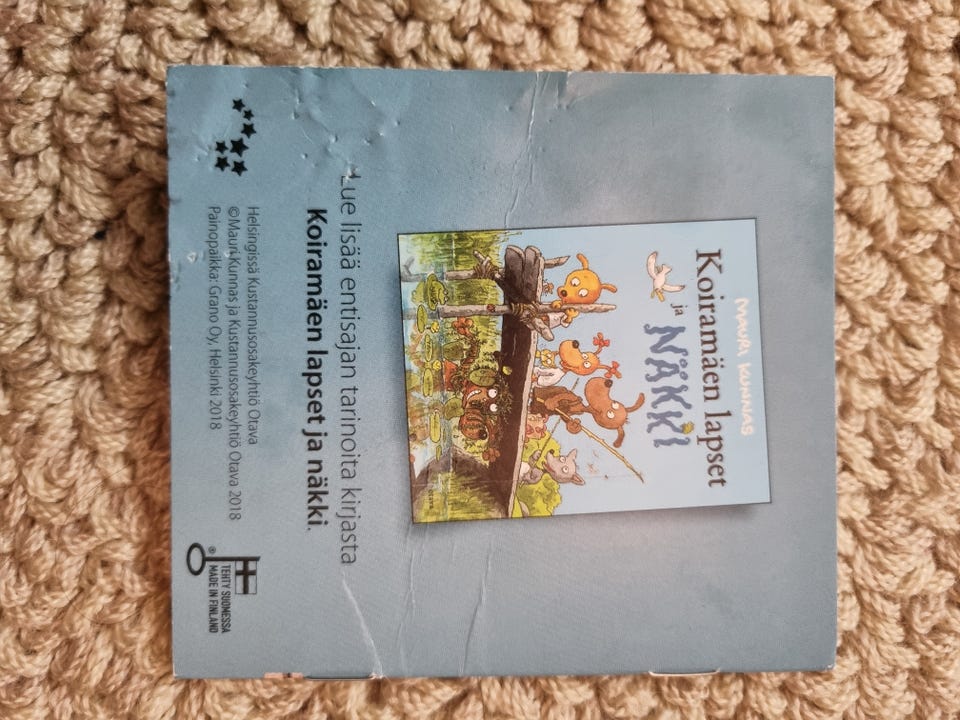 MAURI KUNNAS
Koiramäen lapset
ja
NÄKKI
Lue lisää entisajan tarinoita kirjasta
Koiramäen lapset ja näkki.
Helsingissä Kustannusosakeyhtiö Otava
© Mauri Kunnas ja Kustannusosakeyhtiö Otava 2018
Painopaikka: Grano Oy, Helsinki 2018
TEHTY SUOMESSA
® MADE IN FINLAND